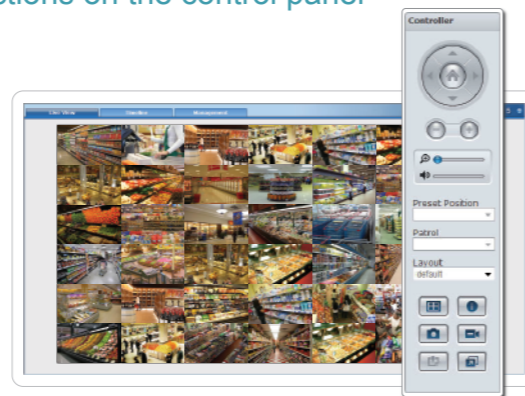 ctions on the control panel
Controller
Live View
Timeline
Management
Preset Position
Patrol
Layout
default